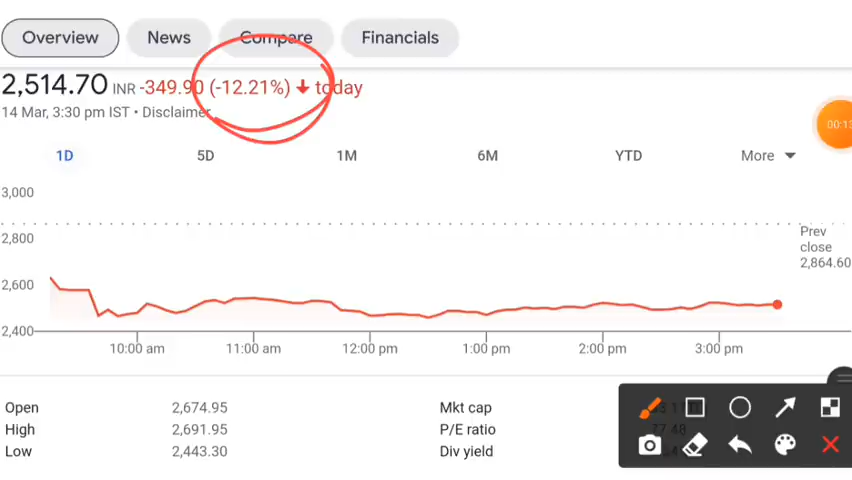 Overview News Compare Financials
2,514.70 INR -349.90 (-12.21%) today
14 Mar, 3:30 pm IST • Disclaimer
1D 5D 1M 6M YTD More
3,000
Prev
close
2,864.60
2,800
2,600
2,400
10:00 am 11:00 am 12:00 pm 1:00 pm 2:00 pm 3:00 pm
Open 2,674.95 Mkt cap
High 2,691.95 P/E ratio 77.48
Low 2,443.30 Div yield